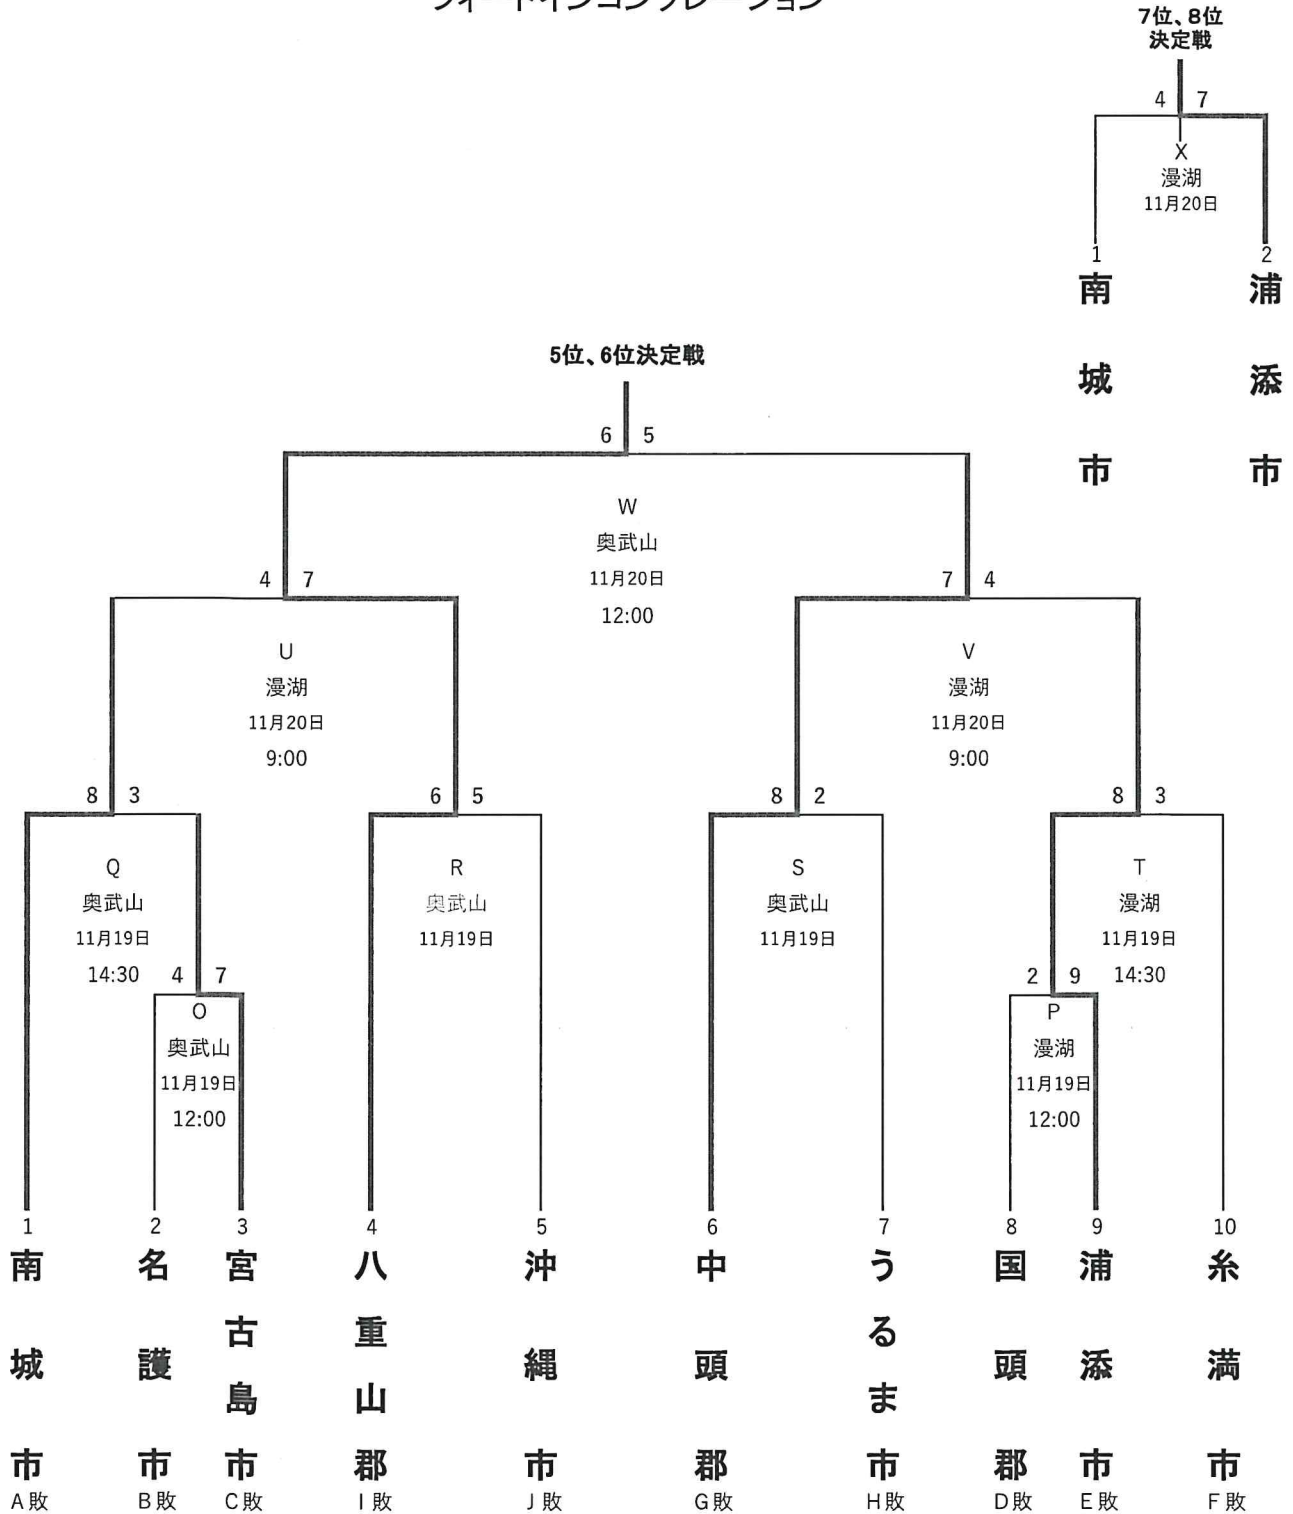 フィードインコンソレーション
7位、8位
決定戦
4 7
X
漫湖
11月20日
1 2
南城市
浦添市
5位、6位決定戦
6 5
W
奥武山
11月20日
12:00
4 7
7 4
U
漫湖
11月20日
9:00
V
漫湖
11月20日
9:00
8 3
6 5
8 2
8 3
Q
奥武山
11月19日
14:30
R
奥武山
11月19日
S
奥武山
11月19日
T
漫湖
11月19日
14:30
4 7
O
奥武山
11月19日
12:00
2 9
P
漫湖
11月19日
12:00
1
南城市
A敗
2
名護市
B敗
3
宮古島市
C敗
4
八重山郡
I敗
5
沖縄市
J敗
6
中頭郡
G敗
7
うるま市
H敗
8
国頭郡
D敗
9
浦添市
E敗
10
糸満市
F敗